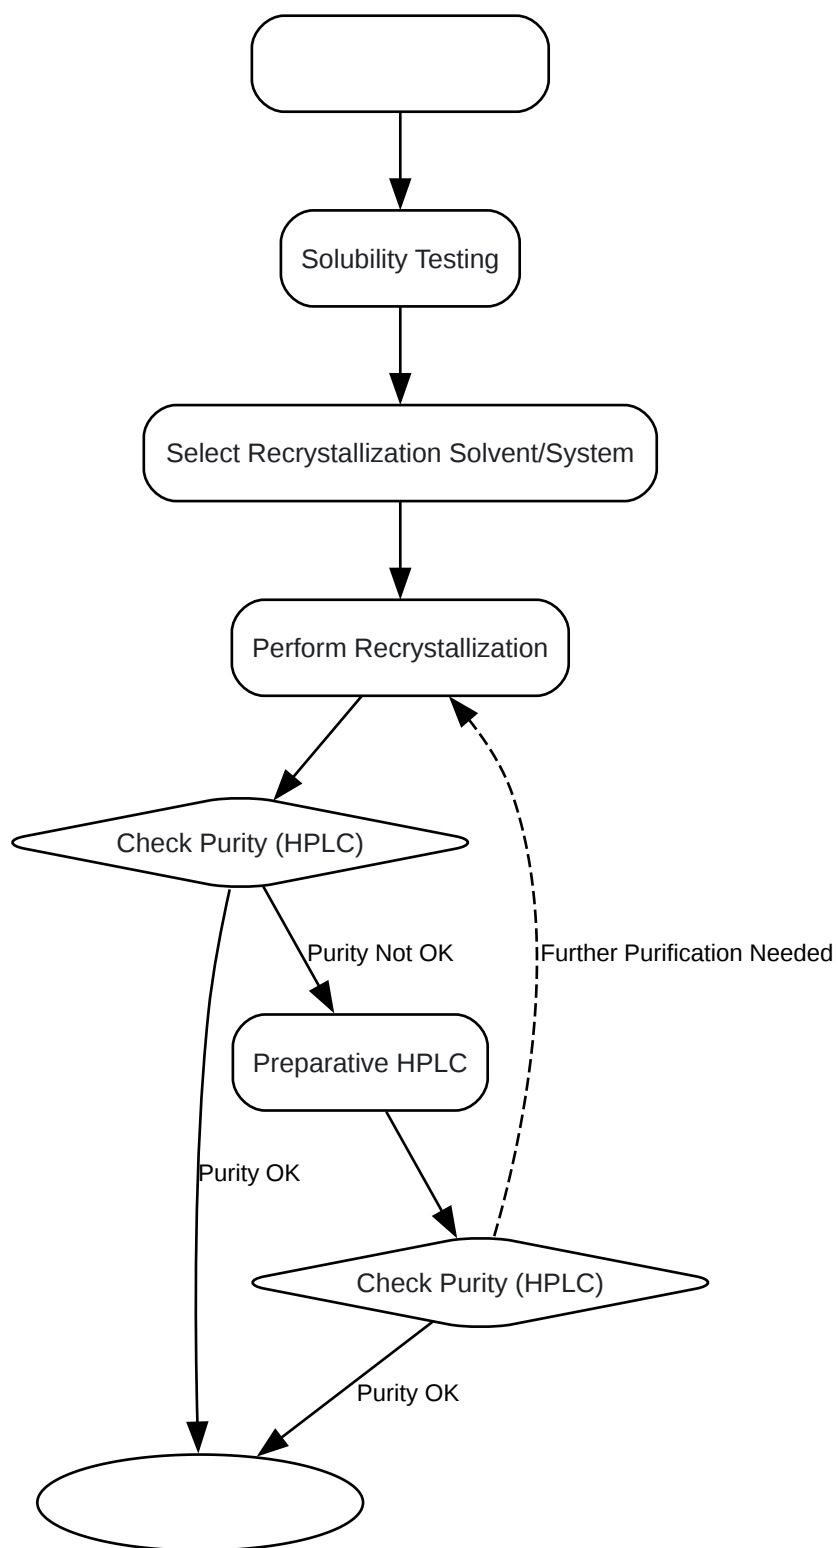 Solubility Testing
Select Recrystallization Solvent/System
Perform Recrystallization
Check Purity (HPLC)
Purity Not OK
Further Purification Needed
Preparative HPLC
Purity OK
Check Purity (HPLC)
Purity OK